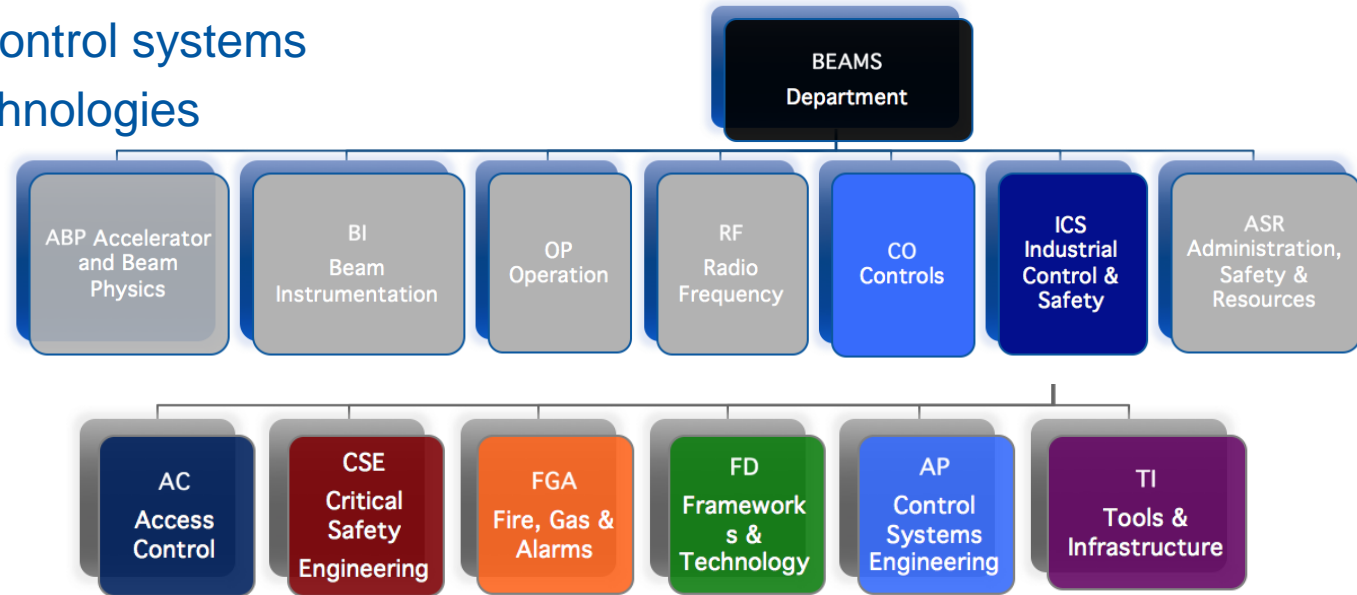 ontrol systems
hnologies
BEAMS
Department
ABP Accelerator
and Beam
Physics
BI
Beam
Instrumentation
OP
Operation
RF
Radio
Frequency
CO
Controls
ICS
Industrial
Control &
Safety
ASR
Administration,
Safety &
Resources
AC
Access
Control
CSE
Critical
Safety
Engineering
FGA
Fire, Gas &
Alarms
FD
Framework
s &
Technology
AP
Control
Systems
Engineering
TI
Tools &
Infrastructure